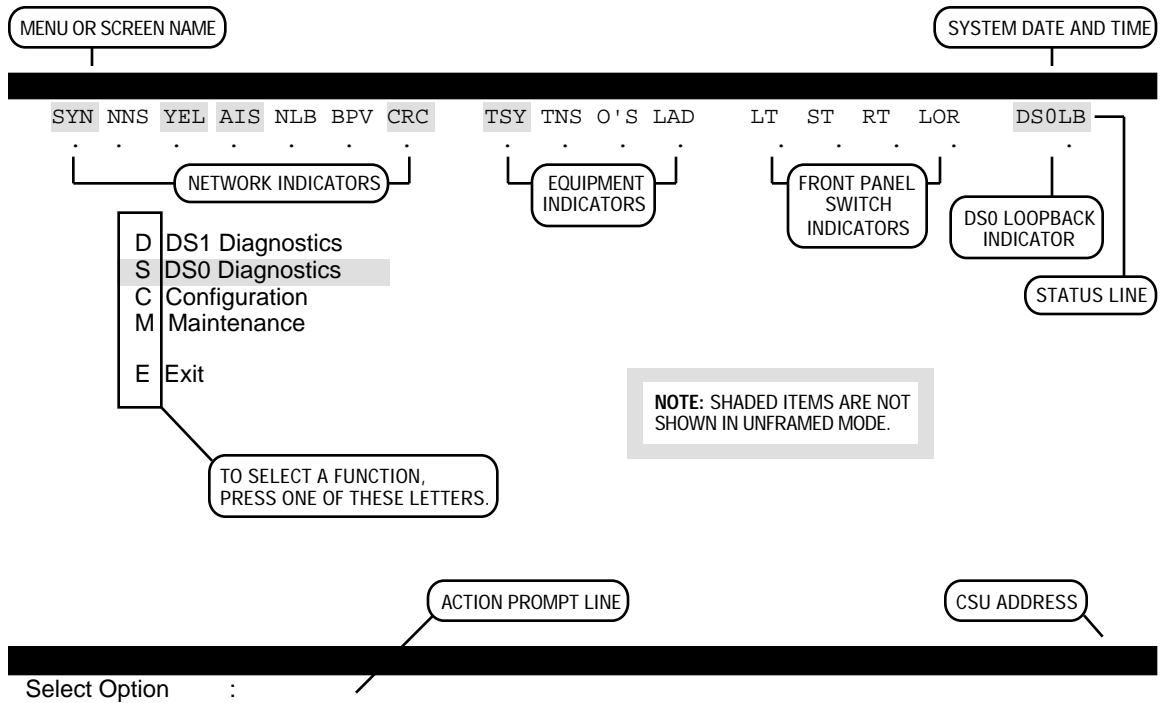 MENU OR SCREEN NAME
SYSTEM DATE AND TIME
SYN NNS YEL AIS NLB BPV CRC TSY TNS O'S LAD LT ST RT LOR DS0LB
. . . . . . . . . . . . . . . .
NETWORK INDICATORS
EQUIPMENT
INDICATORS
FRONT PANEL
SWITCH
INDICATORS
DS0 LOOPBACK
INDICATOR
STATUS LINE
D DS1 Diagnostics
S DS0 Diagnostics
C Configuration
M Maintenance
E Exit
NOTE: SHADED ITEMS ARE NOT
SHOWN IN UNFRAMED MODE.
TO SELECT A FUNCTION,
PRESS ONE OF THESE LETTERS.
ACTION PROMPT LINE
CSU ADDRESS
Select Option :